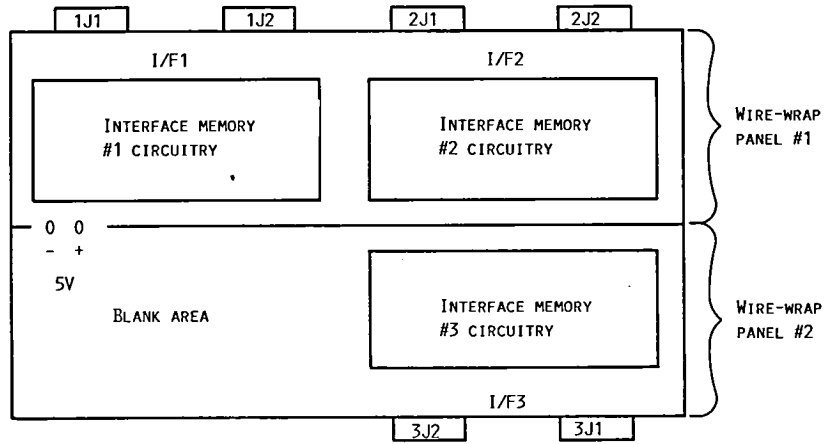 1J1 1J2 2J1 2J2
I/F1 I/F2
INTERFACE MEMORY
#1 CIRCUITRY
INTERFACE MEMORY
#2 CIRCUITRY
WIRE-WRAP
PANEL #1
0 0
- +
5V
BLANK AREA
INTERFACE MEMORY
#3 CIRCUITRY
WIRE-WRAP
PANEL #2
I/F3
3J2 3J1